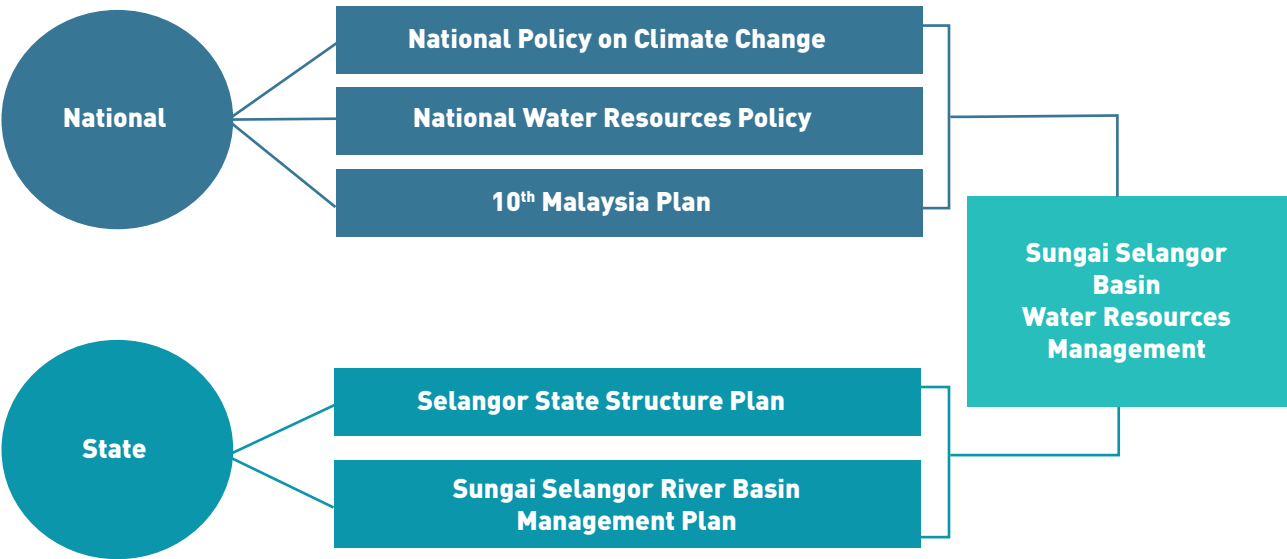 National
National Policy on Climate Change
National Water Resources Policy
10th Malaysia Plan
Sungai Selangor
Basin
Water Resources
Management
State
Selangor State Structure Plan
Sungai Selangor River Basin
Management Plan